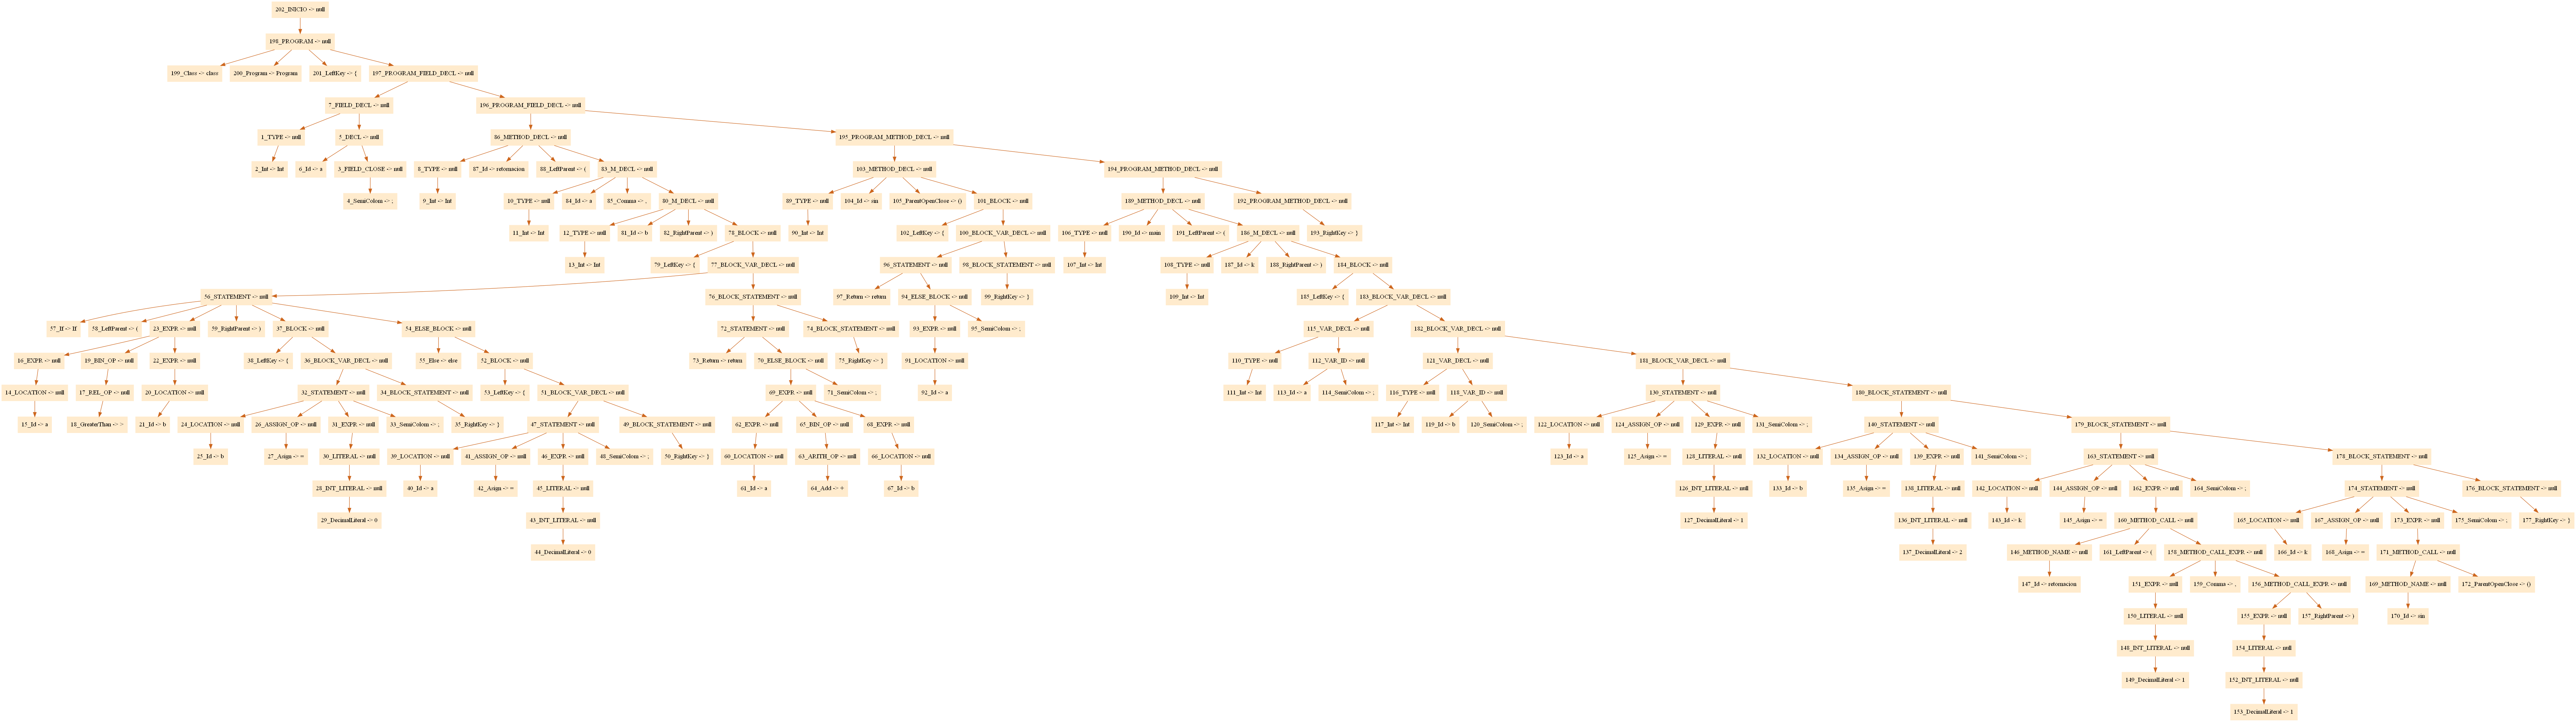 202_INICIO -> null
198_PROGRAM -> null
199_Class -> class 200_Program -> Program 201_LeftKey -> { 197_PROGRAM_FIELD_DECL -> null
7_FIELD_DECL -> null 196_PROGRAM_FIELD_DECL -> null
1_TYPE -> null 5_DECL -> null 86_METHOD_DECL -> null 195_PROGRAM_METHOD_DECL -> null
2_Int -> Int 6_Id -> a 3_FIELD_CLOSE -> null 8_TYPE -> null 87_Id -> retornacion 88_LeftParent -> ( 83_M_DECL -> null 103_METHOD_DECL -> null 194_PROGRAM_METHOD_DECL -> null
4_SemiColom -> ; 9_Int -> Int 10_TYPE -> null 84_Id -> a 85_Comma -> , 80_M_DECL -> null 89_TYPE -> null 104_Id -> sin 105_ParentOpenClose -> () 101_BLOCK -> null 189_METHOD_DECL -> null 192_PROGRAM_METHOD_DECL -> null
11_Int -> Int 12_TYPE -> null 81_Id -> b 82_RightParent -> ) 78_BLOCK -> null 90_Int -> Int 102_LeftKey -> { 100_BLOCK_VAR_DECL -> null 106_TYPE -> null 190_Id -> main 191_LeftParent -> ( 186_M_DECL -> null 193_RightKey -> }
13_Int -> Int 79_LeftKey -> { 77_BLOCK_VAR_DECL -> null 96_STATEMENT -> null 98_BLOCK_STATEMENT -> null 107_Int -> Int 108_TYPE -> null 187_Id -> k 188_RightParent -> ) 184_BLOCK -> null
56_STATEMENT -> null 76_BLOCK_STATEMENT -> null 97_Return -> return 94_ELSE_BLOCK -> null 99_RightKey -> } 109_Int -> Int 185_LeftKey -> { 183_BLOCK_VAR_DECL -> null
57_If -> If 58_LeftParent -> ( 23_EXPR -> null 59_RightParent -> ) 37_BLOCK -> null 54_ELSE_BLOCK -> null 72_STATEMENT -> null 74_BLOCK_STATEMENT -> null 93_EXPR -> null 95_SemiColom -> ; 115_VAR_DECL -> null 182_BLOCK_VAR_DECL -> null
16_EXPR -> null 19_BIN_OP -> null 22_EXPR -> null 38_LeftKey -> { 36_BLOCK_VAR_DECL -> null 55_Else -> else 52_BLOCK -> null 73_Return -> return 70_ELSE_BLOCK -> null 75_RightKey -> } 91_LOCATION -> null 110_TYPE -> null 112_VAR_ID -> null 121_VAR_DECL -> null 181_BLOCK_VAR_DECL -> null
14_LOCATION -> null 17_REL_OP -> null 20_LOCATION -> null 32_STATEMENT -> null 34_BLOCK_STATEMENT -> null 53_LeftKey -> { 51_BLOCK_VAR_DECL -> null 69_EXPR -> null 71_SemiColom -> ; 92_Id -> a 111_Int -> Int 113_Id -> a 114_SemiColom -> ; 116_TYPE -> null 118_VAR_ID -> null 130_STATEMENT -> null 180_BLOCK_STATEMENT -> null
15_Id -> a 18_GreaterThan -> > 21_Id -> b 24_LOCATION -> null 26_ASSIGN_OP -> null 31_EXPR -> null 33_SemiColom -> ; 35_RightKey -> } 47_STATEMENT -> null 49_BLOCK_STATEMENT -> null 62_EXPR -> null 65_BIN_OP -> null 68_EXPR -> null 117_Int -> Int 119_Id -> b 120_SemiColom -> ; 122_LOCATION -> null 124_ASSIGN_OP -> null 129_EXPR -> null 131_SemiColom -> ; 140_STATEMENT -> null 179_BLOCK_STATEMENT -> null
25_Id -> b 27_Asign -> = 30_LITERAL -> null 39_LOCATION -> null 41_ASSIGN_OP -> null 46_EXPR -> null 48_SemiColom -> ; 50_RightKey -> } 60_LOCATION -> null 63_ARITH_OP -> null 66_LOCATION -> null 123_Id -> a 125_Asign -> = 128_LITERAL -> null 132_LOCATION -> null 134_ASSIGN_OP -> null 139_EXPR -> null 141_SemiColom -> ; 163_STATEMENT -> null 178_BLOCK_STATEMENT -> null
28_INT_LITERAL -> null 40_Id -> a 42_Asign -> = 45_LITERAL -> null 61_Id -> a 64_Add -> + 67_Id -> b 126_INT_LITERAL -> null 133_Id -> b 135_Asign -> = 138_LITERAL -> null 142_LOCATION -> null 144_ASSIGN_OP -> null 162_EXPR -> null 164_SemiColom -> ; 174_STATEMENT -> null 176_BLOCK_STATEMENT -> null
29_DecimalLiteral -> 0 43_INT_LITERAL -> null 127_DecimalLiteral -> 1 136_INT_LITERAL -> null 143_Id -> k 145_Asign -> = 160_METHOD_CALL -> null 165_LOCATION -> null 167_ASSIGN_OP -> null 173_EXPR -> null 175_SemiColom -> ; 177_RightKey -> }
44_DecimalLiteral -> 0 137_DecimalLiteral -> 2 146_METHOD_NAME -> null 161_LeftParent -> ( 158_METHOD_CALL_EXPR -> null 166_Id -> k 168_Asign -> = 171_METHOD_CALL -> null
147_Id -> retornacion 151_EXPR -> null 159_Comma -> , 156_METHOD_CALL_EXPR -> null 169_METHOD_NAME -> null 172_ParentOpenClose -> ()
150_LITERAL -> null 155_EXPR -> null 157_RightParent -> ) 170_Id -> sin
148_INT_LITERAL -> null 154_LITERAL -> null
149_DecimalLiteral -> 1 152_INT_LITERAL -> null
153_DecimalLiteral -> 1